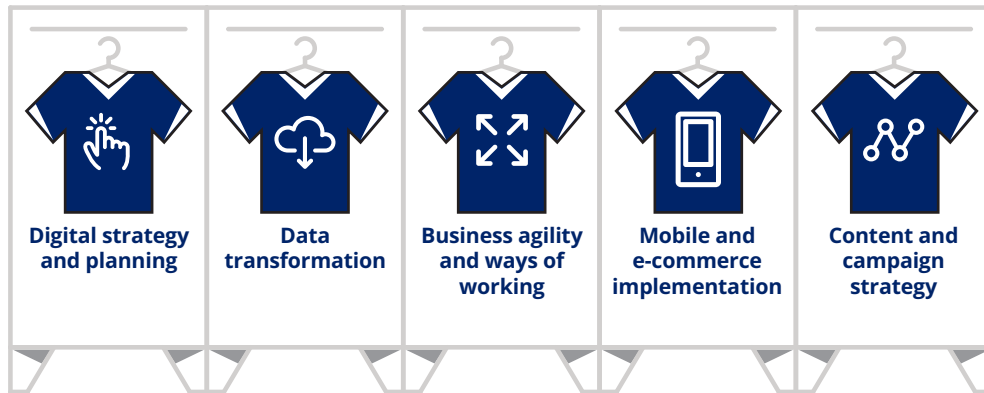 Digital strategy
and planning
Data
transformation
Business agility
and ways of
working
Mobile and
e-commerce
implementation
Content and
campaign
strategy